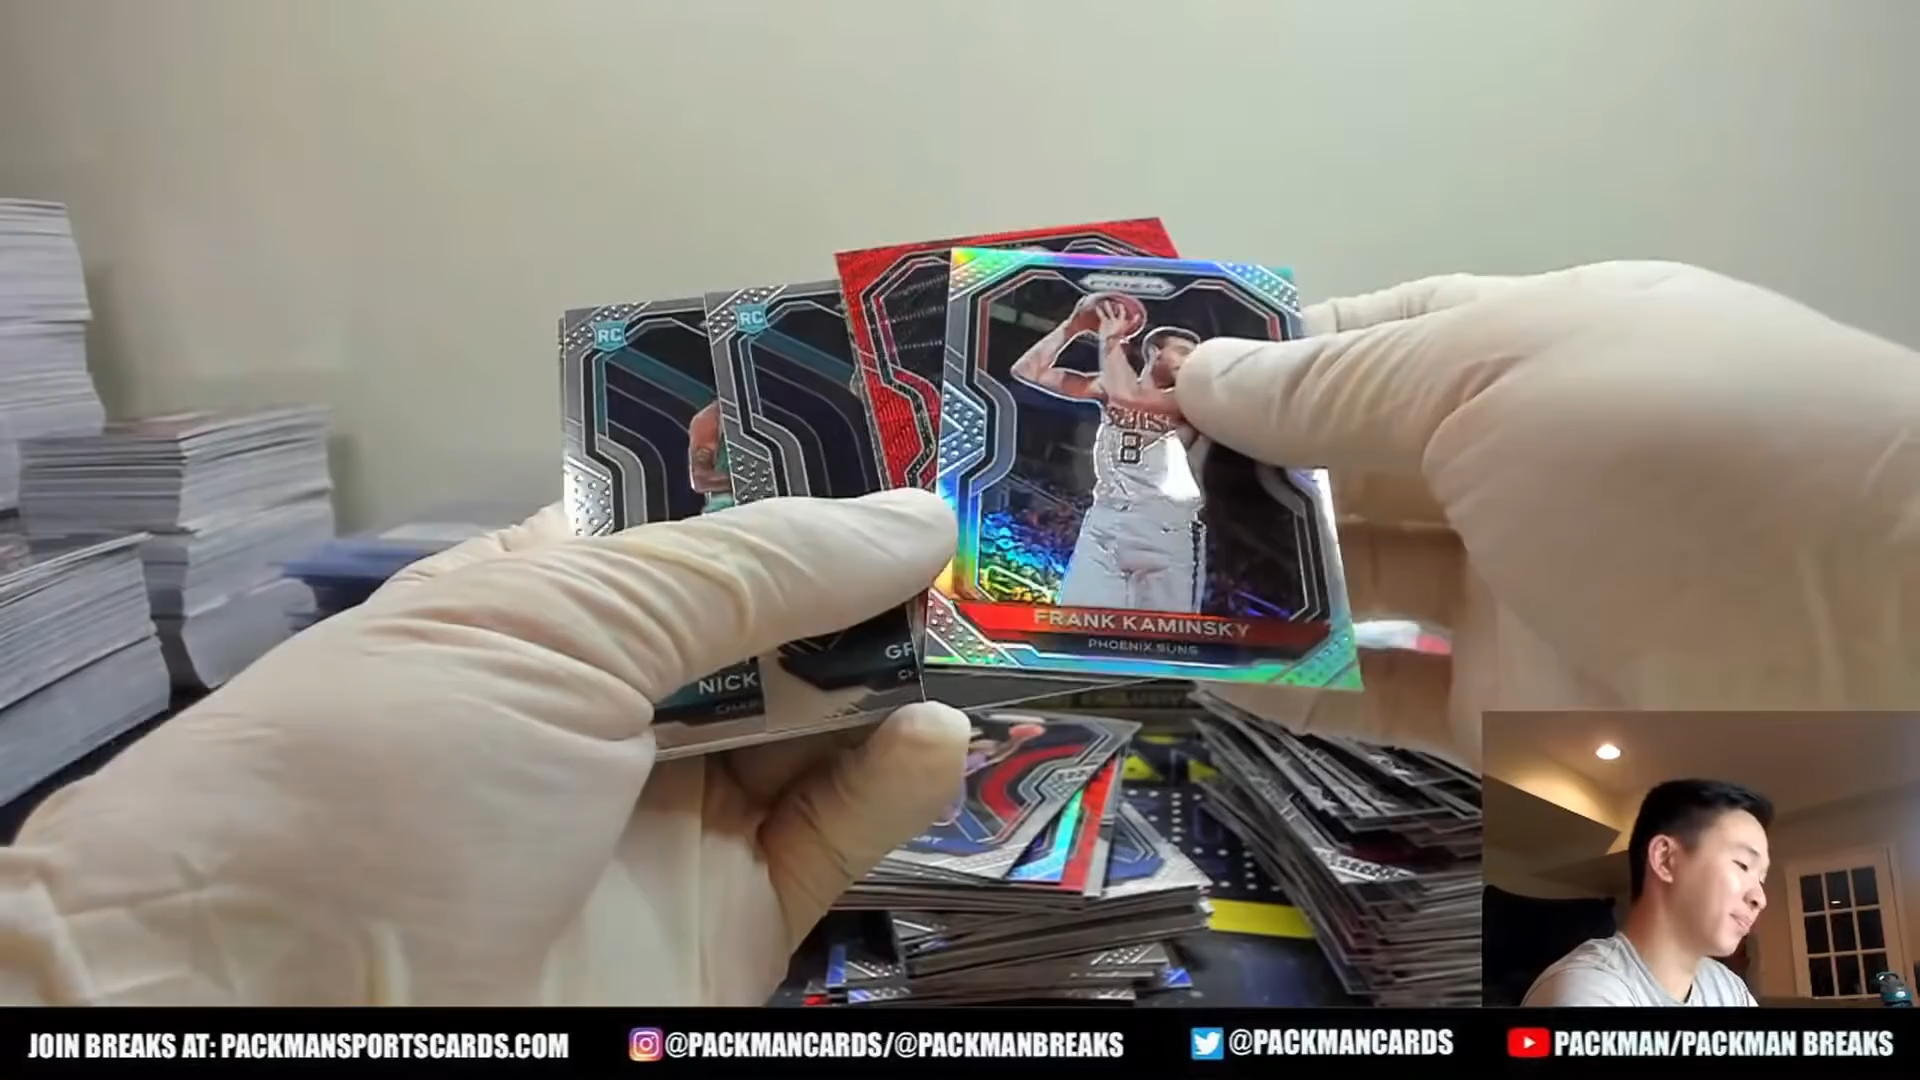 PRIZM
RC
RC
8
FRANK KAMINSKY
PHOENIX SUNS
NICK
JOIN BREAKS AT: PACKMANSPORTSCARDS.COM
@PACKMANCARDS/@PACKMANBREAKS
@PACKMANCARDS
PACKMAN/PACKMAN BREAKS